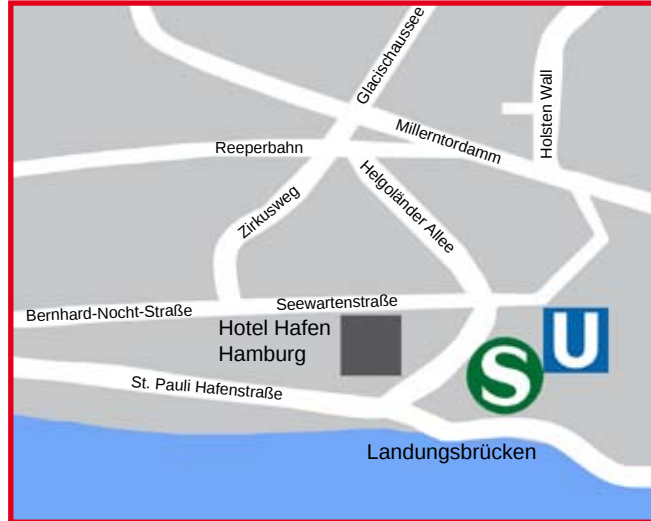 Glacischaussee
Millerntordamm
Holsten Wall
Reeperbahn
Helgoländer Allee
Zirkusweg
Bernhard-Nocht-Straße
Seewartenstraße
Hotel Hafen
Hamburg
U
S
St. Pauli Hafenstraße
Landungsbrücken